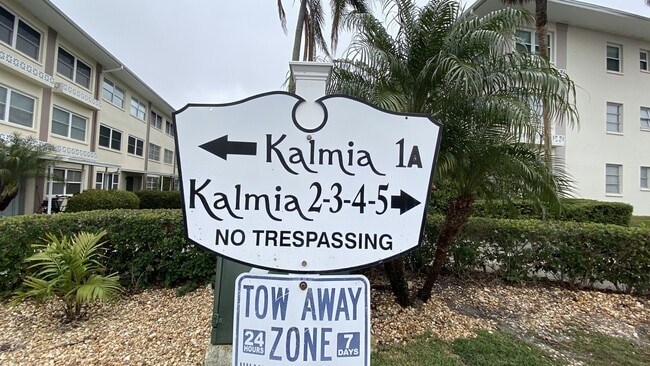 Kalmia 1A
Kalmia 2-3-4-5
NO TRESPASSING
TOW AWAY
24 HOURS ZONE 7 DAYS